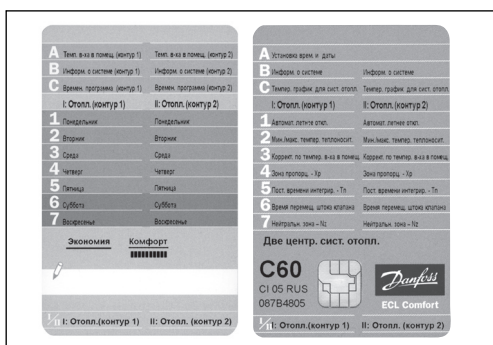 A Темп. в-ха в помещ. (контур 1) Темп. в-ха в помещ. (контур 2)
B Информ. о системе (контур 1) Информ. о системе (контур 2)
C Времен. программа (контур 1) Времен. программа (контур 2)
I: Отопл. (контур 1) II: Отопл. (контур 2)
1 Понедельник Понедельник
2 Вторник Вторник
3 Среда Среда
4 Четверг Четверг
5 Пятница Пятница
6 Суббота Суббота
7 Воскресенье Воскресенье
Экономия Комфорт
I/II I: Отопл.(контур 1) II: Отопл.(контур 2)
A Установка врем. и даты
B Информ. о системе Информ. о системе
C Темпер. график для сист. отопл. Темпер. график для сист. отопл.
I: Отопл. (контур 1) II: Отопл. (контур 2)
1 Автомат. летнее откл. Автомат. летнее откл.
2 Мин./макс. темпер. теплоносит. Мин./макс. темпер. теплоносит.
3 Коррект. по темпер. в-ха в помещ. Коррект. по темпер. в-ха в помещ.
4 Зона пропорц. - Xp Зона пропорц. - Xp
5 Пост. времени интегрир. - Tn Пост. времени интегрир. - Tn
6 Время перемещ. штока клапана Время перемещ. штока клапана
7 Нейтральн. зона – Nz Нейтральн. зона – Nz
Две центр. сист. отопл.
C60
CI 05 RUS
087B4805
Danfoss
ECL Comfort
I/II I: Отопл. (контур 1) II: Отопл. (контур 2)